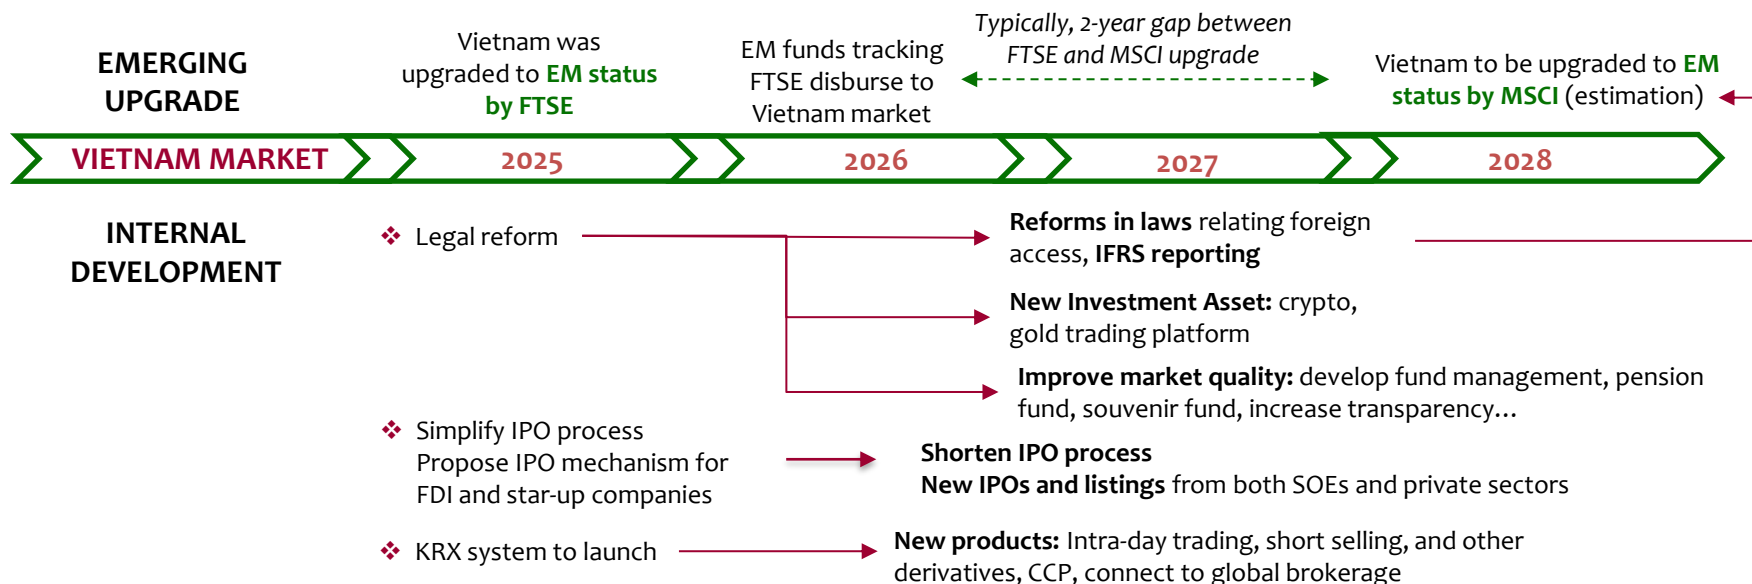 EMERGING
UPGRADE
Vietnam was
upgraded to EM status
by FTSE
EM funds tracking
FTSE disburse to
Vietnam market
Typically, 2-year gap between
FTSE and MSCI upgrade
Vietnam to be upgraded to EM
status by MSCI (estimation)
VIETNAM MARKET
2025
2026
2027
2028
INTERNAL
DEVELOPMENT
❖ Legal reform
Reforms in laws relating foreign
access, IFRS reporting
New Investment Asset: crypto,
gold trading platform
Improve market quality: develop fund management, pension
fund, souvenir fund, increase transparency…
❖ Simplify IPO process
Propose IPO mechanism for
FDI and star-up companies
Shorten IPO process
New IPOs and listings from both SOEs and private sectors
❖ KRX system to launch
New products: Intra-day trading, short selling, and other
derivatives, CCP, connect to global brokerage